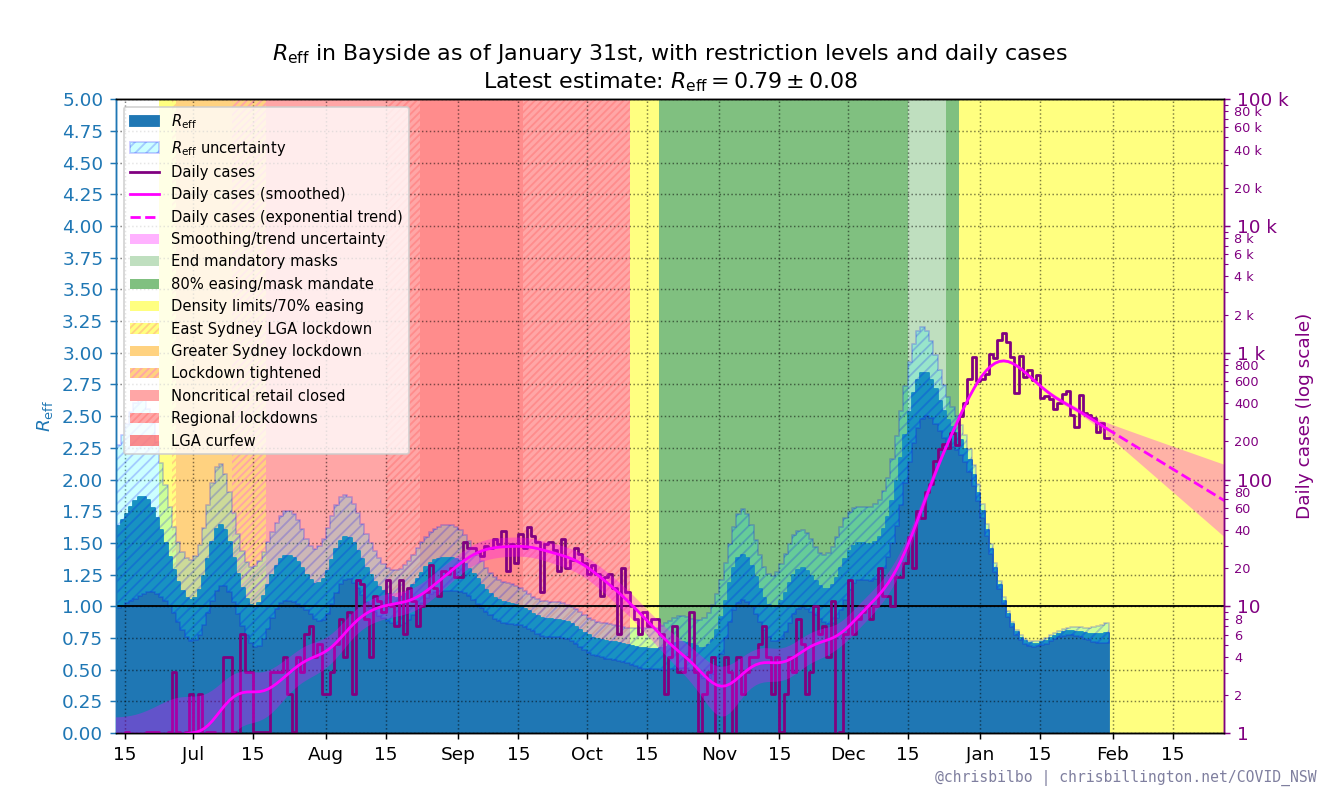 R_eff in Bayside as of January 31st, with restriction levels and daily cases
Latest estimate: R_eff = 0.79 ± 0.08
R_eff
5.00
4.75
4.50
4.25
4.00
3.75
3.50
3.25
3.00
2.75
2.50
2.25
2.00
1.75
1.50
1.25
1.00
0.75
0.50
0.25
0.00
R_eff
R_eff uncertainty
Daily cases
Daily cases (smoothed)
Daily cases (exponential trend)
Smoothing/trend uncertainty
End mandatory masks
80% easing/mask mandate
Density limits/70% easing
East Sydney LGA lockdown
Greater Sydney lockdown
Lockdown tightened
Noncritical retail closed
Regional lockdowns
LGA curfew
100 k
80 k
60 k
40 k
20 k
10 k
8 k
6 k
4 k
2 k
1 k
800
600
400
200
100
80
60
40
20
10
8
6
4
2
1
Daily cases (log scale)
15 Jul 15 Aug 15 Sep 15 Oct 15 Nov 15 Dec 15 Jan 15 Feb 15
@chrisbilbo | chrisbillington.net/COVID_NSW